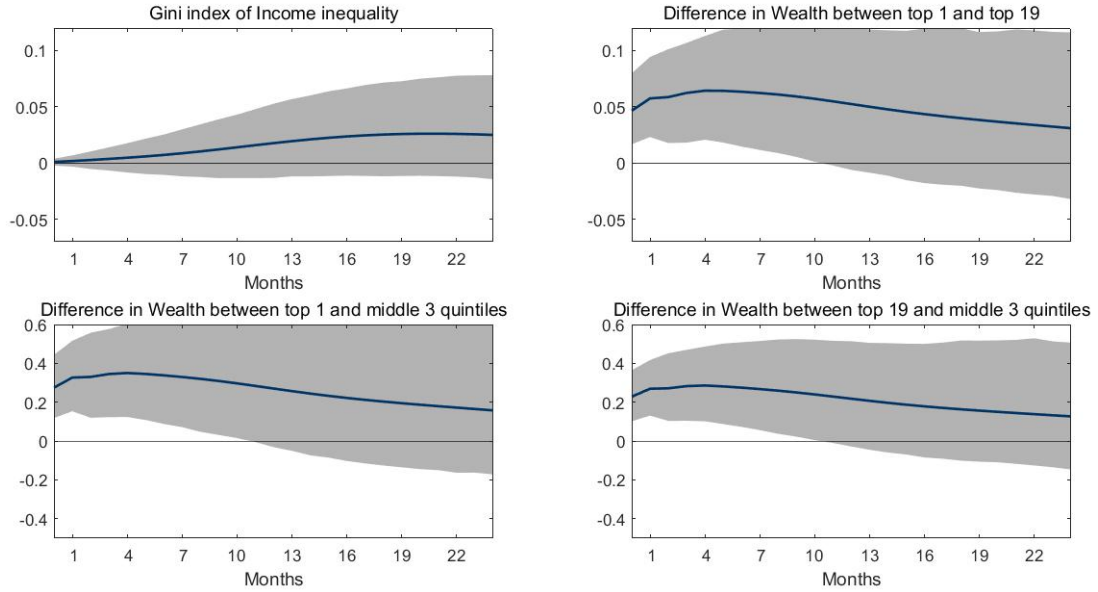 Gini index of Income inequality
0.1
0.05
0
-0.05
1 4 7 10 13 16 19 22
Months
Difference in Wealth between top 1 and top 19
0.1
0.05
0
-0.05
1 4 7 10 13 16 19 22
Months
Difference in Wealth between top 1 and middle 3 quintiles
0.6
0.4
0.2
0
-0.2
-0.4
1 4 7 10 13 16 19 22
Months
Difference in Wealth between top 19 and middle 3 quintiles
0.6
0.4
0.2
0
-0.2
-0.4
1 4 7 10 13 16 19 22
Months